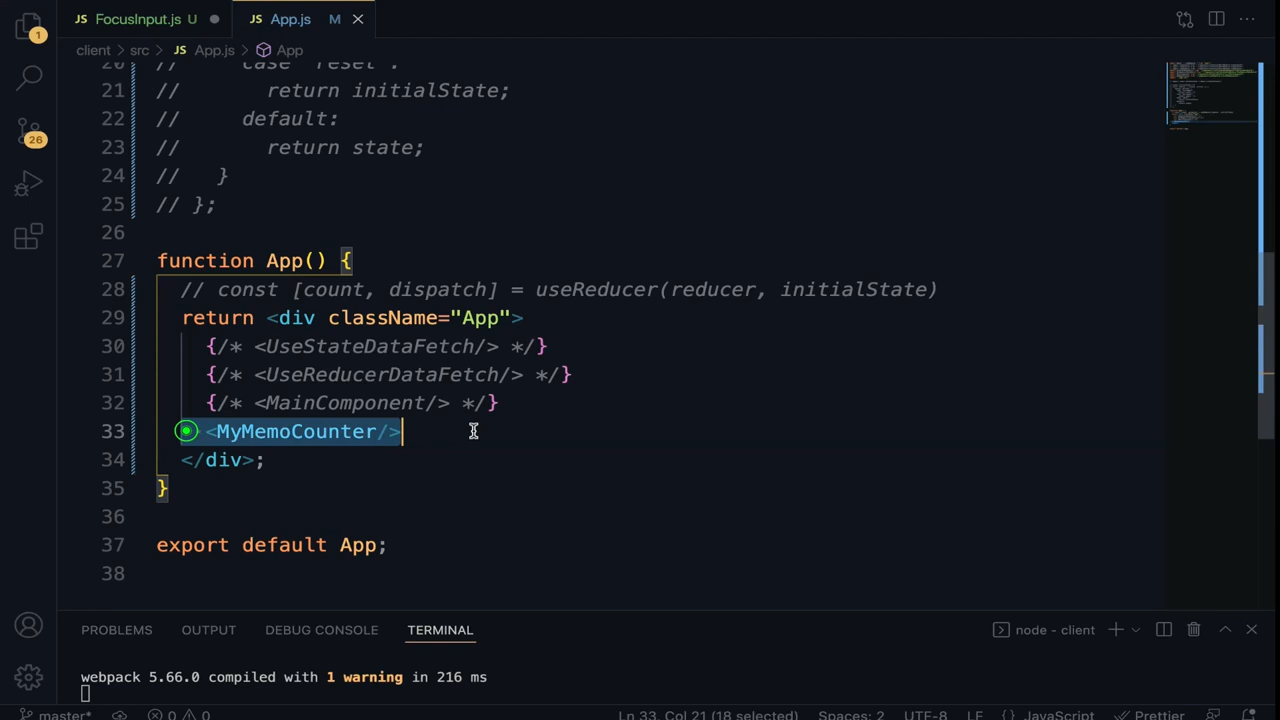 1
JS FocusInput.js U
JS App.js M
client > src > JS App.js > App
26
20 // case "reset":
21 // return initialState;
22 // default:
23 // return state;
24 // }
25 // };
26
27 function App() {
28 // const [count, dispatch] = useReducer(reducer, initialState)
29 return <div className="App">
30 {/* <UseStateDataFetch/> */}
31 {/* <UseReducerDataFetch/> */}
32 {/* <MainComponent/> */}
33 <MyMemoCounter/>
34 </div>;
35 }
36
37 export default App;
38
PROBLEMS OUTPUT DEBUG CONSOLE TERMINAL
node - client
webpack 5.66.0 compiled with 1 warning in 216 ms
master* 0 0 Ln 33, Col 21 (18 selected) Spaces: 2 UTF-8 LF {} JavaScript Prettier